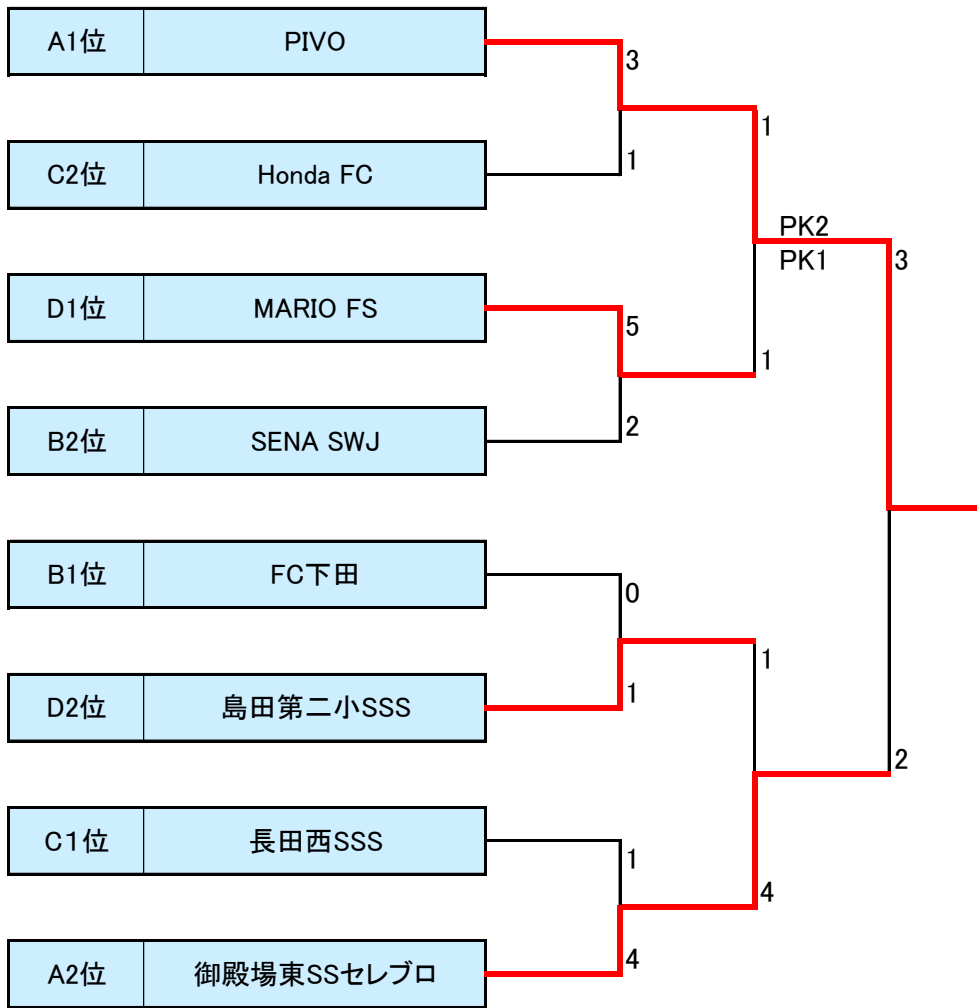 A1位 PIVO
3
1
C2位 Honda FC
1
PK2
PK1
3
D1位 MARIO FS
5
1
B2位 SENA SWJ
2
B1位 FC下田
0
1
D2位 島田第二小SSS
1
2
C1位 長田西SSS
1
4
A2位 御殿場東SSセレブロ
4